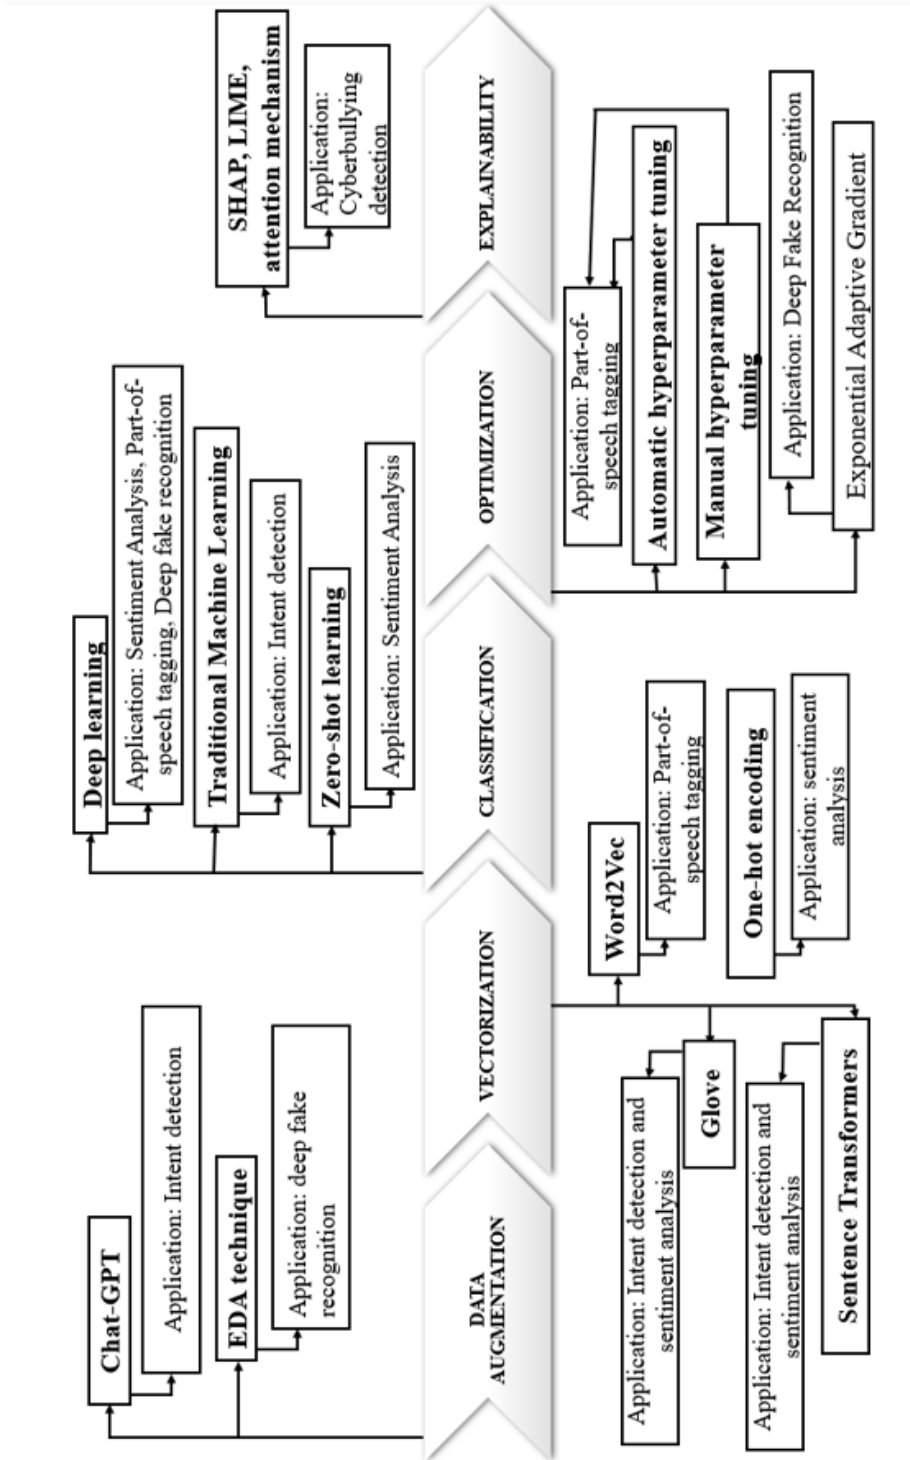 Chat-GPT
Application: Intent detection
EDA technique
Application: deep fake
recognition
DATA
AUGMENTATION
VECTORIZATION
Application: Intent detection and
sentiment analysis
Glove
Application: Intent detection and
sentiment analysis
Sentence Transformers
Word2Vec
Application: Part-of-
speech tagging
One-hot encoding
Application: sentiment
analysis
Deep learning
Application: Sentiment Analysis, Part-of-
speech tagging, Deep fake recognition
Traditional Machine Learning
Application: Intent detection
Zero-shot learning
Application: Sentiment Analysis
CLASSIFICATION
OPTIMIZATION
Application: Part-of-
speech tagging
Automatic hyperparameter tuning
Manual hyperparameter
tuning
Application: Deep Fake Recognition
Exponential Adaptive Gradient
SHAP, LIME,
attention mechanism
Application:
Cyberbullying
detection
EXPLAINABILITY